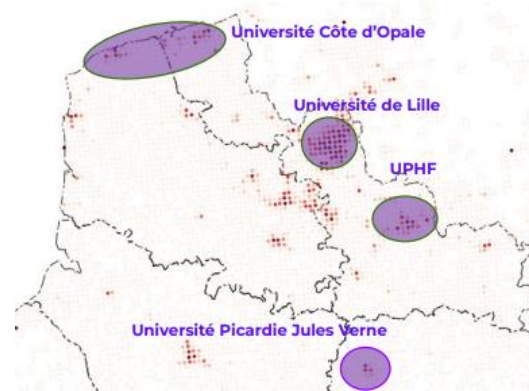 Université Côte d'Opale
Université de Lille
UPHF
Université Picardie Jules Verne